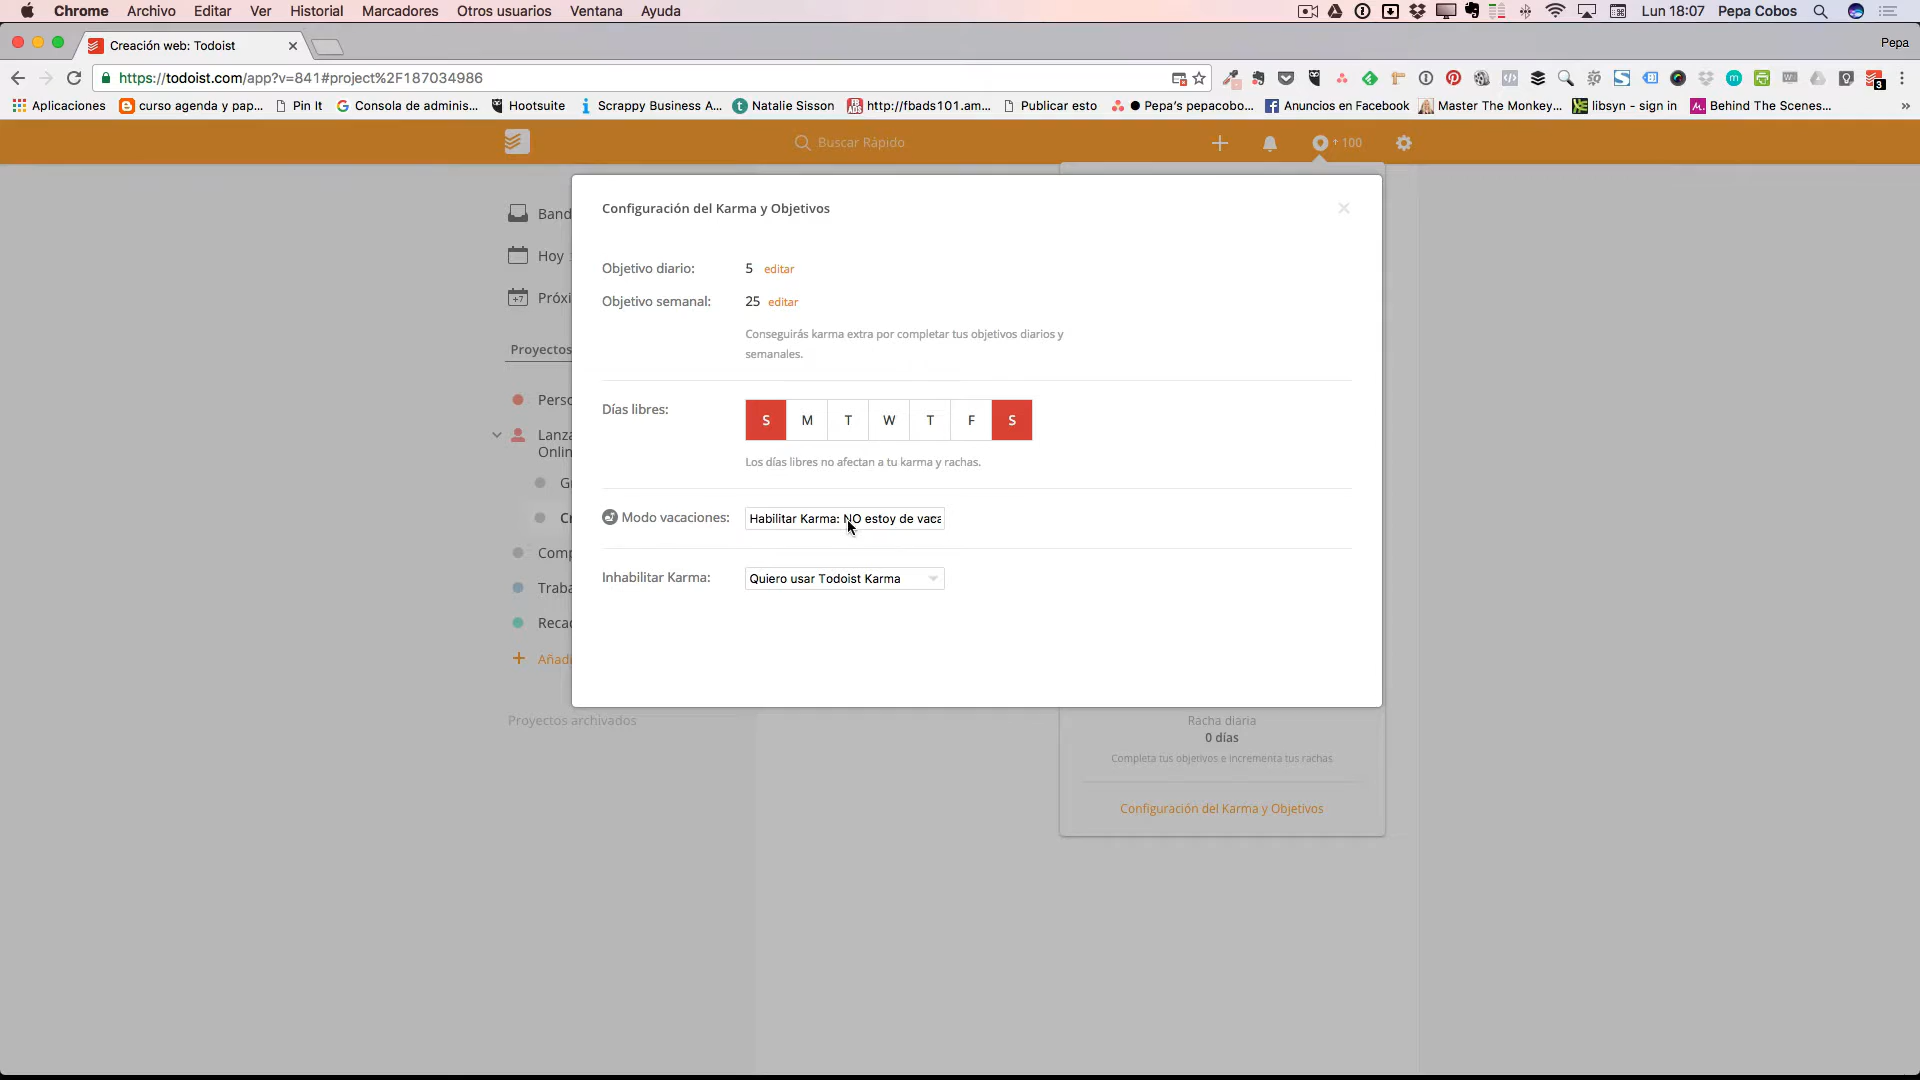 Chrome Archivo Editar Ver Historial Marcadores Otros usuarios Ventana Ayuda Lun 18:07 Pepa Cobos
Creación web: Todoist Pepa
https://todoist.com/app?v=841#project%2F187034986
Aplicaciones curso agenda y pap... Pin It Consola de adminis... Hootsuite Scrappy Business A... Natalie Sisson http://fbads101.am... Publicar esto Pepa's pepacobo... Anuncios en Facebook Master The Monkey... libsyn - sign in Behind The Scenes...
Buscar Rápido 100
Configuración del Karma y Objetivos
Band
Hoy
Próxi
Proyectos
Perso
Lanza
Onlin
G
Cr
Comp
Traba
Recad
Añadi
Proyectos archivados
Objetivo diario: 5 editar
Objetivo semanal: 25 editar
Conseguirás karma extra por completar tus objetivos diarios y
semanales.
Días libres: S M T W T F S
Los días libres no afectan a tu karma y rachas.
Modo vacaciones: Habilitar Karma: NO estoy de vaca
Inhabilitar Karma: Quiero usar Todoist Karma
Racha diaria
0 días
Completa tus objetivos e incrementa tus rachas
Configuración del Karma y Objetivos